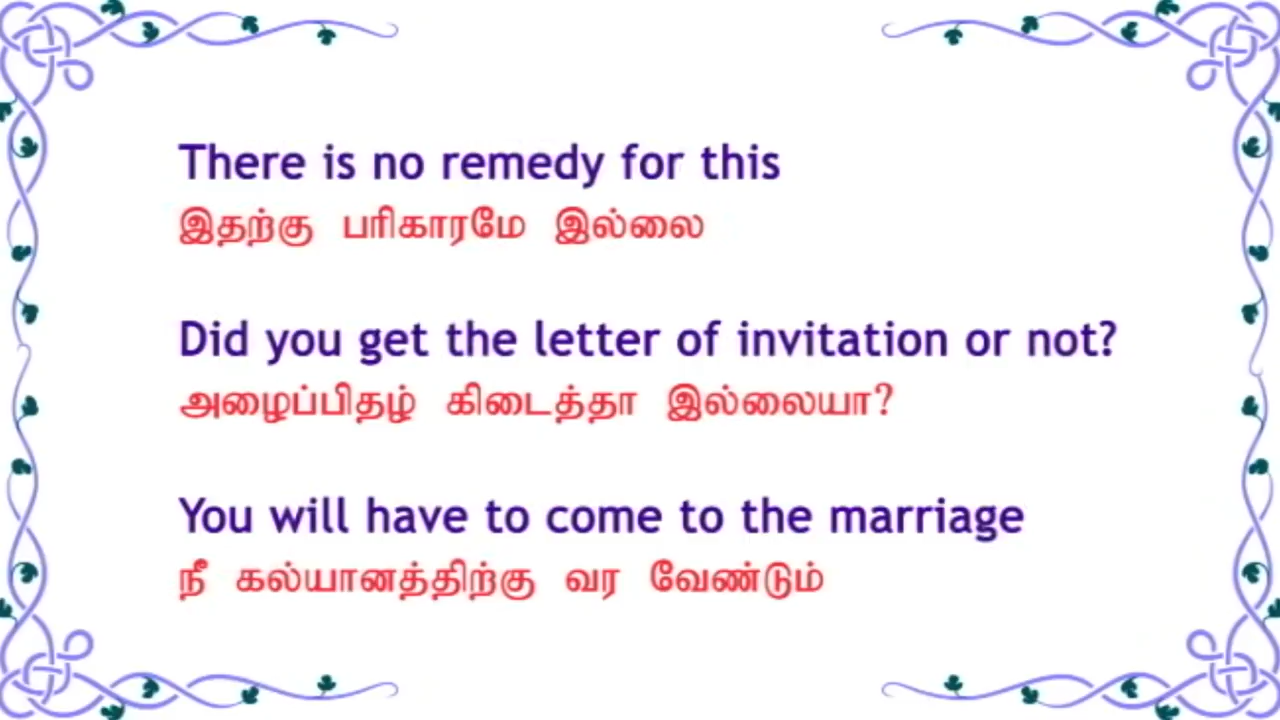 There is no remedy for this
இதற்கு பரிகாரமே இல்லை
Did you get the letter of invitation or not?
அழைப்பிதழ் கிடைத்தா இல்லையா?
You will have to come to the marriage
நீ கல்யானத்திற்கு வர வேண்டும்